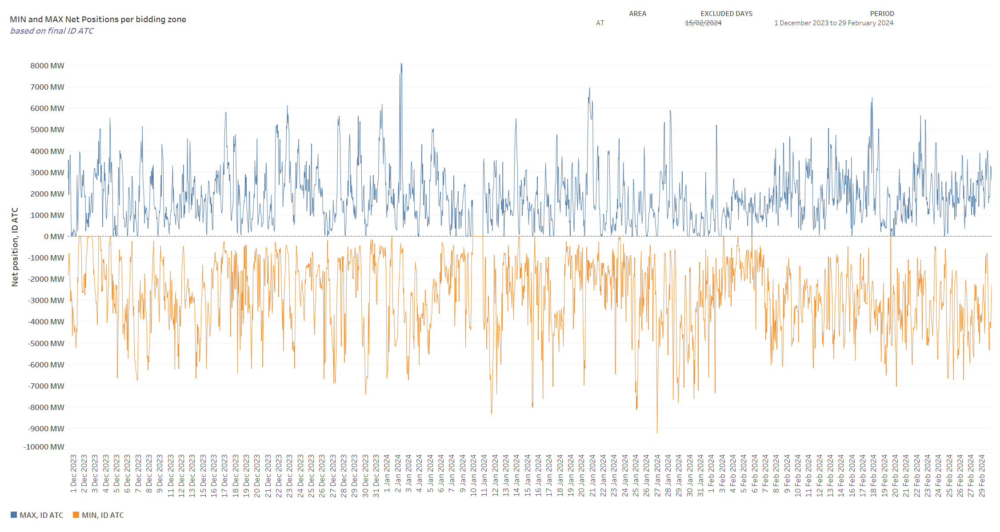 MIN and MAX Net Positions per bidding zone
based on final ID ATC
AREA
AT
EXCLUDED DAYS
15/02/2024
PERIOD
1 December 2023 to 29 February 2024
Net position, ID ATC
8000 MW
7000 MW
6000 MW
5000 MW
4000 MW
3000 MW
2000 MW
1000 MW
0 MW
-1000 MW
-2000 MW
-3000 MW
-4000 MW
-5000 MW
-6000 MW
-7000 MW
-8000 MW
-9000 MW
-10000 MW
1 Dec 2023
2 Dec 2023
3 Dec 2023
4 Dec 2023
5 Dec 2023
6 Dec 2023
7 Dec 2023
8 Dec 2023
9 Dec 2023
11 Dec 2023
12 Dec 2023
13 Dec 2023
15 Dec 2023
16 Dec 2023
17 Dec 2023
18 Dec 2023
19 Dec 2023
20 Dec 2023
21 Dec 2023
22 Dec 2023
23 Dec 2023
24 Dec 2023
25 Dec 2023
26 Dec 2023
27 Dec 2023
28 Dec 2023
29 Dec 2023
30 Dec 2023
31 Dec 2023
1 Jan 2024
2 Jan 2024
3 Jan 2024
4 Jan 2024
5 Jan 2024
6 Jan 2024
7 Jan 2024
9 Jan 2024
10 Jan 2024
11 Jan 2024
12 Jan 2024
13 Jan 2024
14 Jan 2024
15 Jan 2024
16 Jan 2024
17 Jan 2024
18 Jan 2024
19 Jan 2024
20 Jan 2024
21 Jan 2024
22 Jan 2024
23 Jan 2024
24 Jan 2024
25 Jan 2024
26 Jan 2024
27 Jan 2024
28 Jan 2024
29 Jan 2024
30 Jan 2024
31 Jan 2024
1 Feb 2024
3 Feb 2024
4 Feb 2024
5 Feb 2024
6 Feb 2024
7 Feb 2024
8 Feb 2024
9 Feb 2024
10 Feb 2024
11 Feb 2024
12 Feb 2024
13 Feb 2024
14 Feb 2024
16 Feb 2024
17 Feb 2024
18 Feb 2024
19 Feb 2024
20 Feb 2024
21 Feb 2024
22 Feb 2024
23 Feb 2024
24 Feb 2024
25 Feb 2024
26 Feb 2024
27 Feb 2024
29 Feb 2024
MAX, ID ATC
MIN, ID ATC